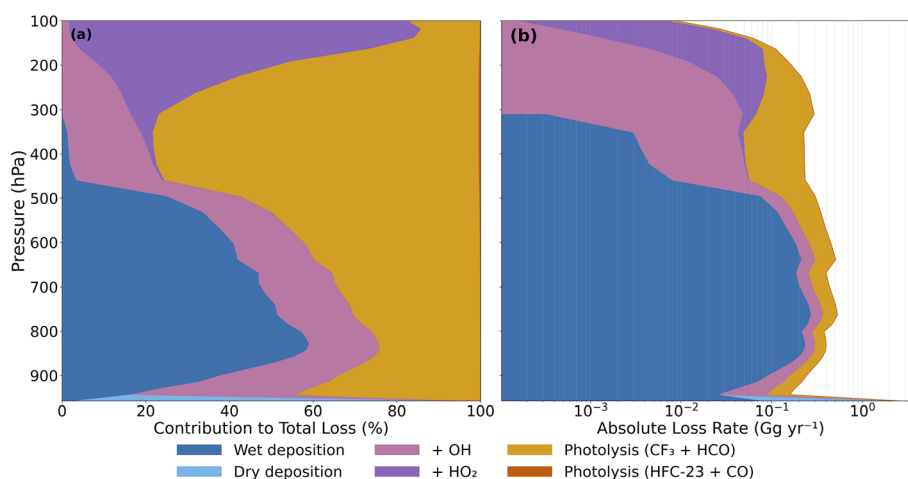 (a)
(b)
100
200
300
400
500
600
700
800
900
Pressure (hPa)
0 20 40 60 80 100
10⁻³ 10⁻² 10⁻¹ 10⁰
Contribution to Total Loss (%)
Absolute Loss Rate (Gg yr⁻¹)
Wet deposition
+ OH
Photolysis (CF₃ + HCO)
Dry deposition
+ HO₂
Photolysis (HFC-23 + CO)